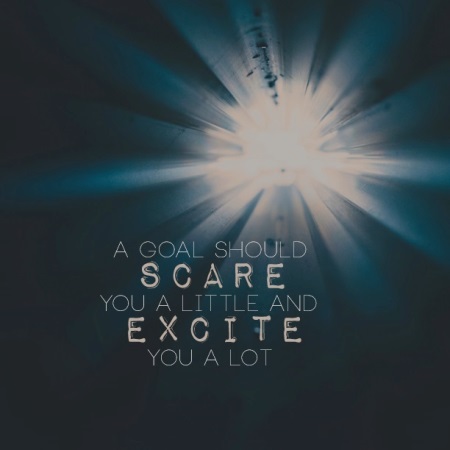 A GOAL SHOULD
SCARE
YOU A LITTLE AND
EXCITE
YOU A LOT